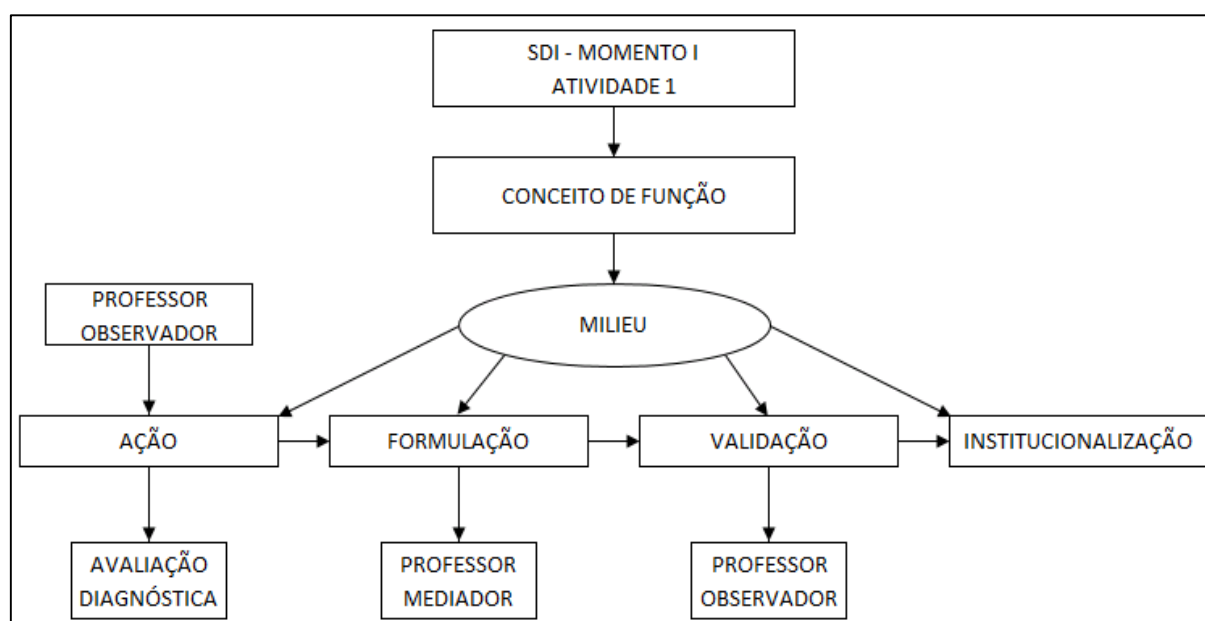 SDI - MOMENTO I
ATIVIDADE 1
CONCEITO DE FUNÇÃO
PROFESSOR
OBSERVADOR
MILIEU
AÇÃO
FORMULAÇÃO
VALIDAÇÃO
INSTITUCIONALIZAÇÃO
AVALIAÇÃO
DIAGNÓSTICA
PROFESSOR
MEDIADOR
PROFESSOR
OBSERVADOR